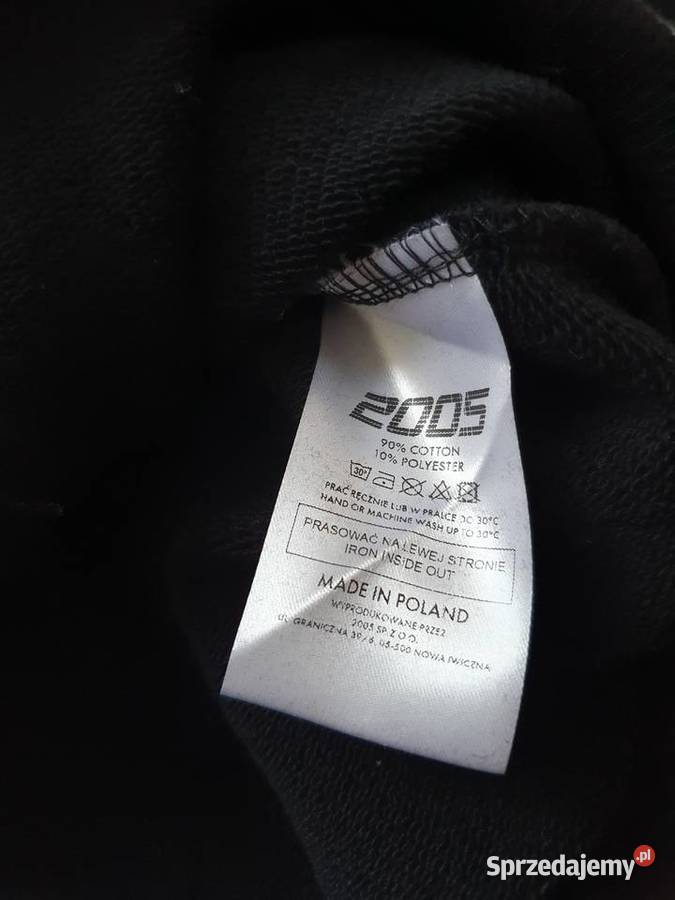 2005
90% COTTON
10% POLYESTER
30°
PRAĆ RĘCZNIE LUB W PRALCE DO 30°C
HAND OR MACHINE WASH UP TO 30°C
PRASOWAĆ NA LEWEJ STRONIE
IRON INSIDE OUT
MADE IN POLAND
WYPRODUKOWANE PRZEZ
2005 SP. Z O.O.
UL. GRANICZNA 39/6, 05-500 NOWA IWICZNA
Sprzedajemy.pl